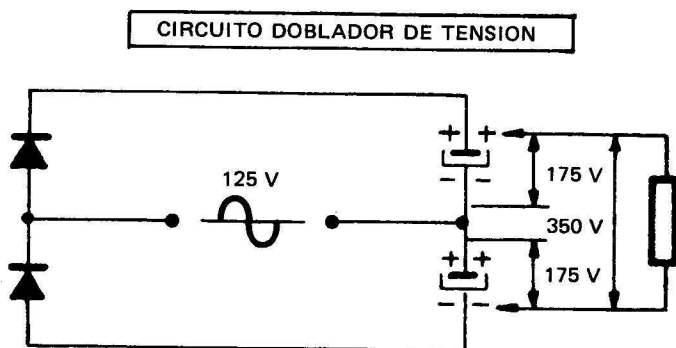 CIRCUITO DOBLADOR DE TENSION
125 V
+ +
- -
175 V
350 V
+ +
175 V
- -